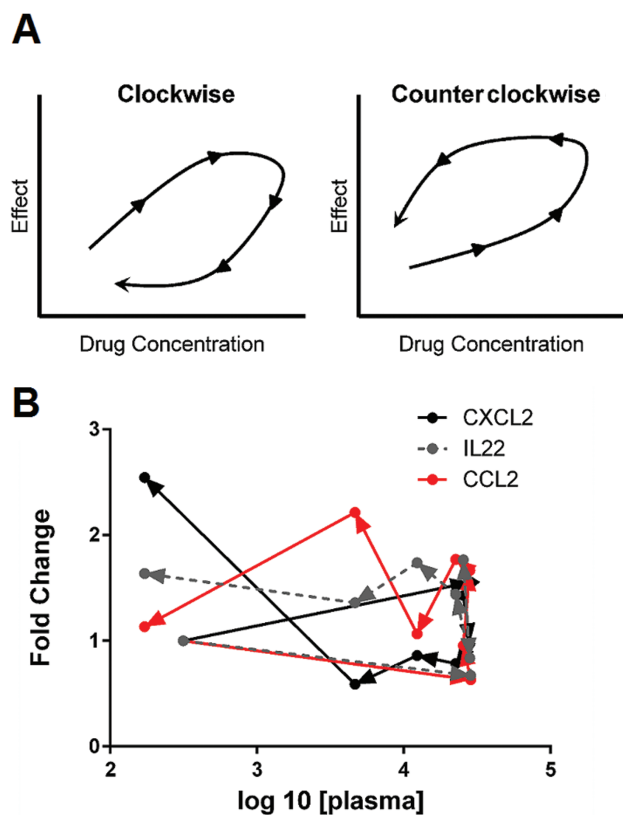 A
Clockwise
Counter clockwise
Effect
Effect
Drug Concentration
Drug Concentration
B
CXCL2
IL22
CCL2
Fold Change
3
2
1
0
2
3
4
5
log 10 [plasma]